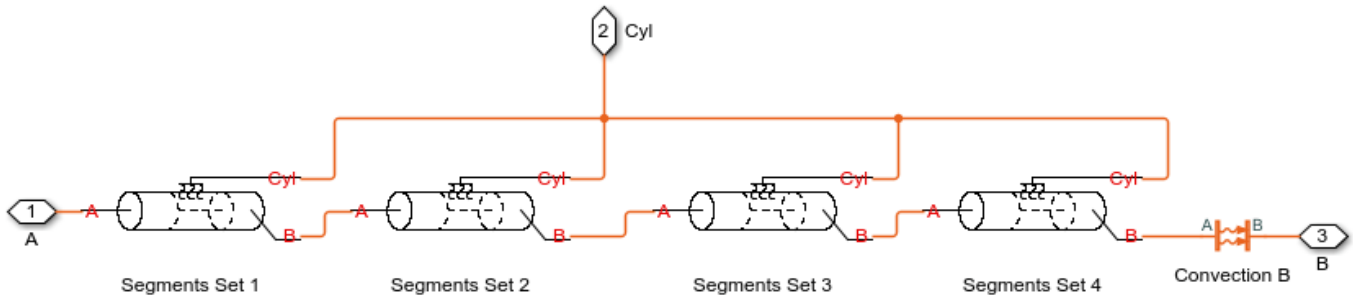 2 Cyl
Cyl Cyl Cyl Cyl
1 A A A A A B 3
A B B B B B
Segments Set 1 Segments Set 2 Segments Set 3 Segments Set 4 Convection B